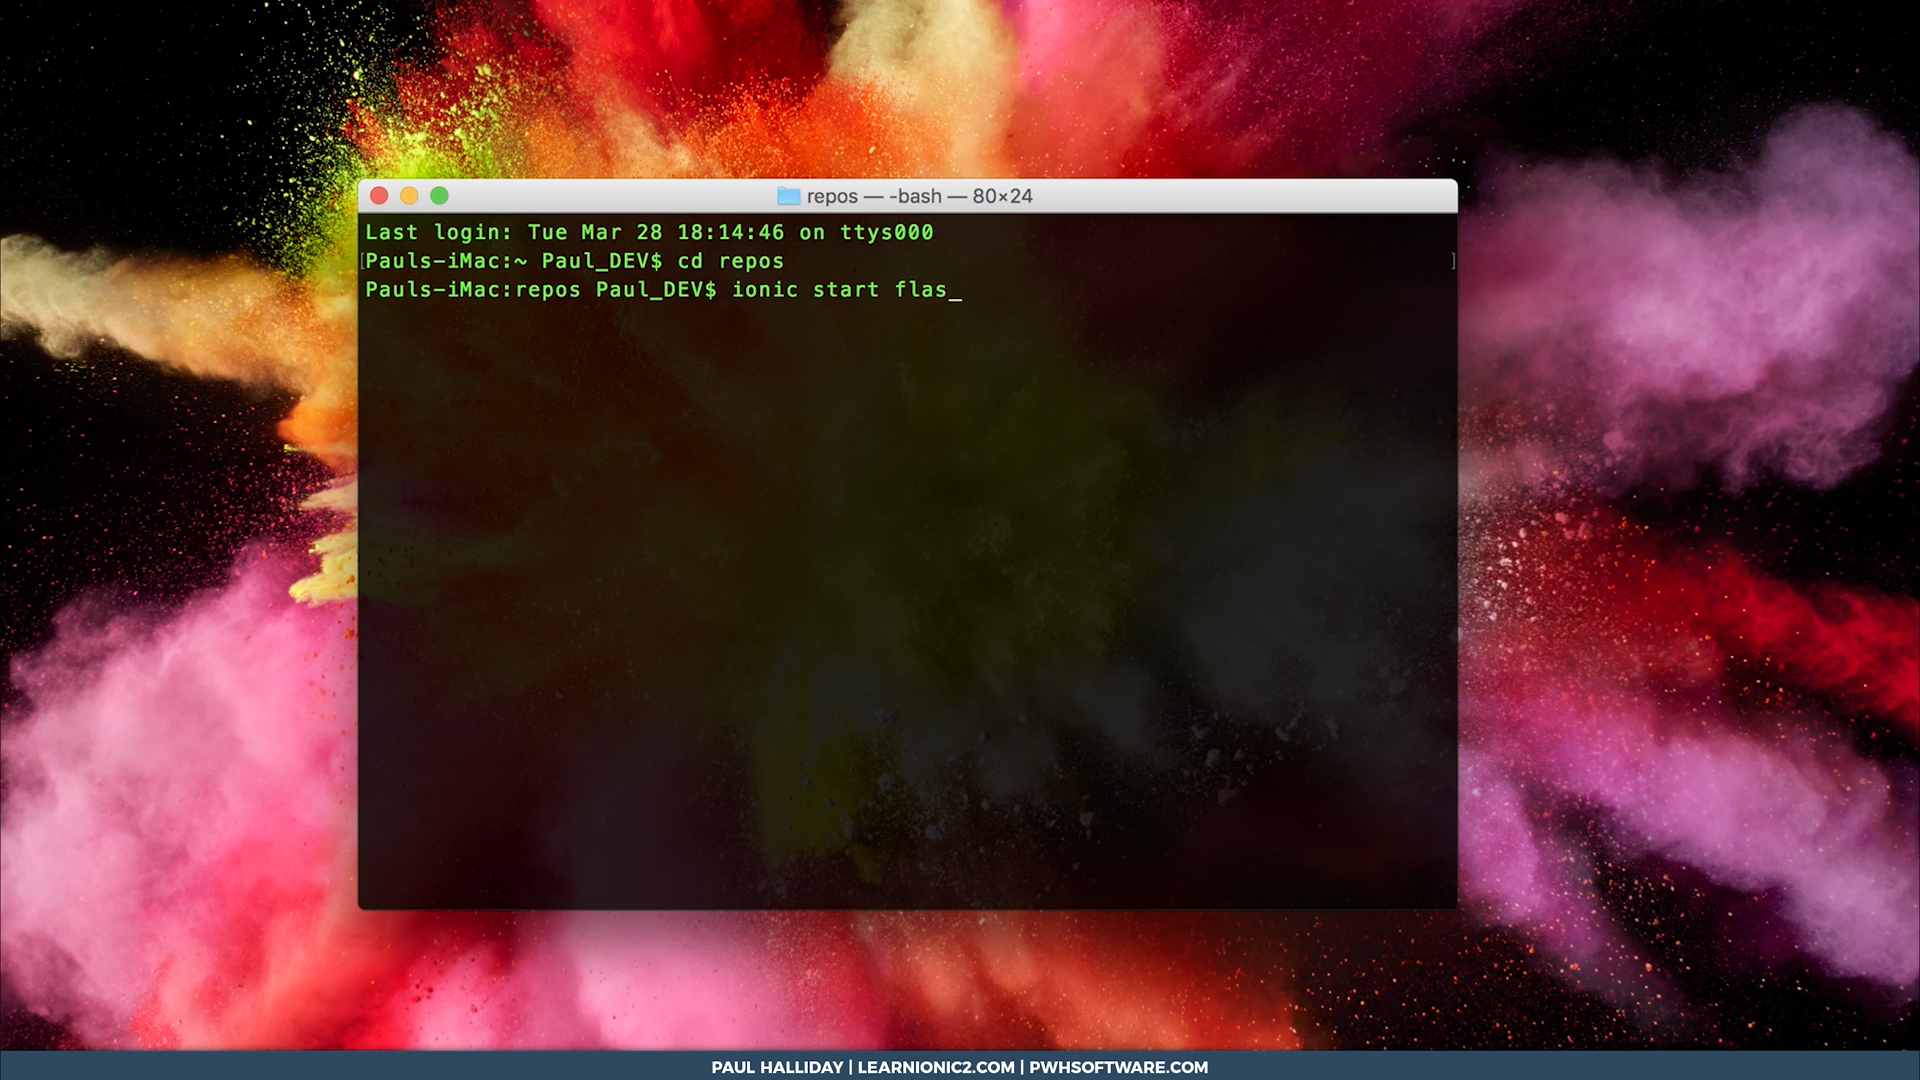 repos — -bash — 80×24
Last login: Tue Mar 28 18:14:46 on ttys000
[Pauls-iMac:~ Paul_DEV$ cd repos ]
Pauls-iMac:repos Paul_DEV$ ionic start flas_
PAUL HALLIDAY | LEARNIONIC2.COM | PWHSOFTWARE.COM